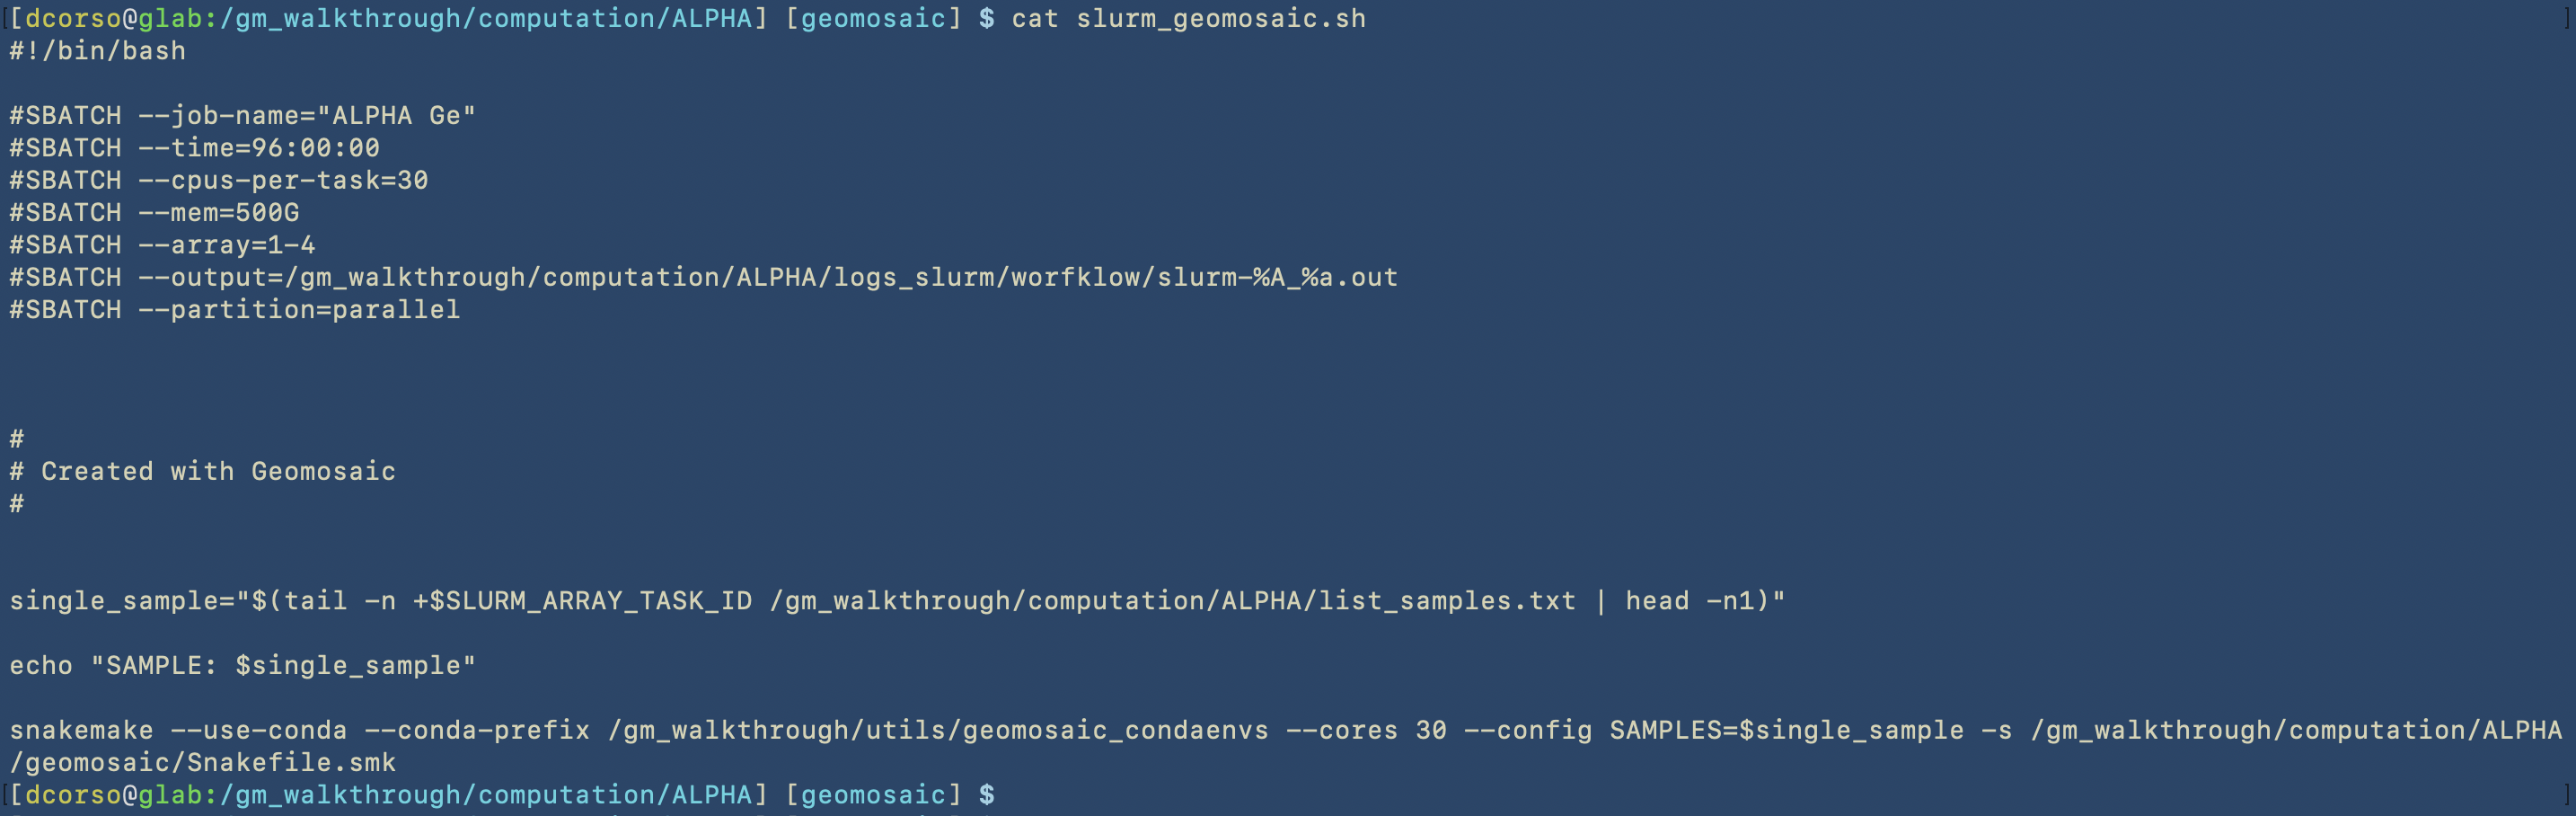 [dcorso@glab:/gm_walkthrough/computation/ALPHA] [geomosaic] $ cat slurm_geomosaic.sh
#!/bin/bash
#SBATCH --job-name="ALPHA Ge"
#SBATCH --time=96:00:00
#SBATCH --cpus-per-task=30
#SBATCH --mem=500G
#SBATCH --array=1-4
#SBATCH --output=/gm_walkthrough/computation/ALPHA/logs_slurm/worfklow/slurm-%A_%a.out
#SBATCH --partition=parallel
#
# Created with Geomosaic
#
single_sample="$(tail -n +$SLURM_ARRAY_TASK_ID /gm_walkthrough/computation/ALPHA/list_samples.txt | head -n1)"
echo "SAMPLE: $single_sample"
snakemake --use-conda --conda-prefix /gm_walkthrough/utils/geomosaic_condaenvs --cores 30 --config SAMPLES=$single_sample -s /gm_walkthrough/computation/ALPHA
/geomosaic/Snakefile.smk
[dcorso@glab:/gm_walkthrough/computation/ALPHA] [geomosaic] $